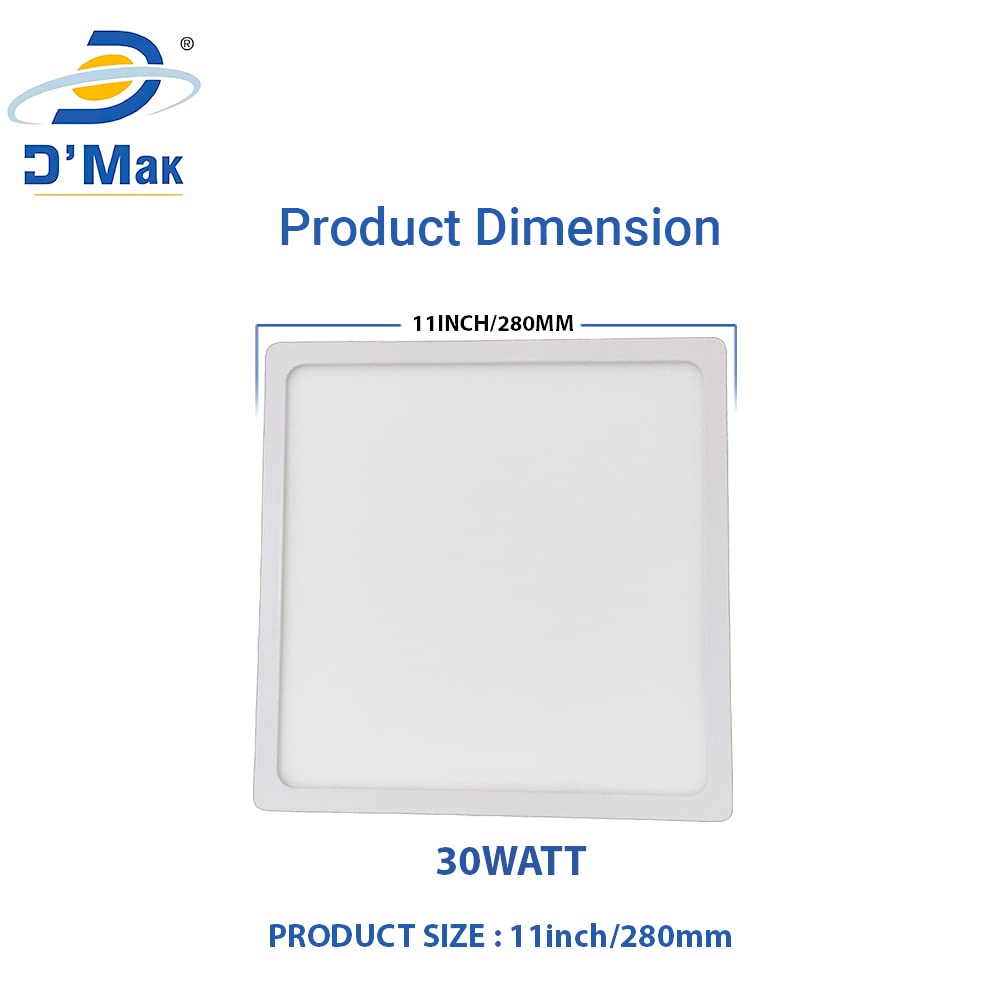 ®
D'Mak
Product Dimension
11INCH/280MM
30WATT
PRODUCT SIZE : 11inch/280mm